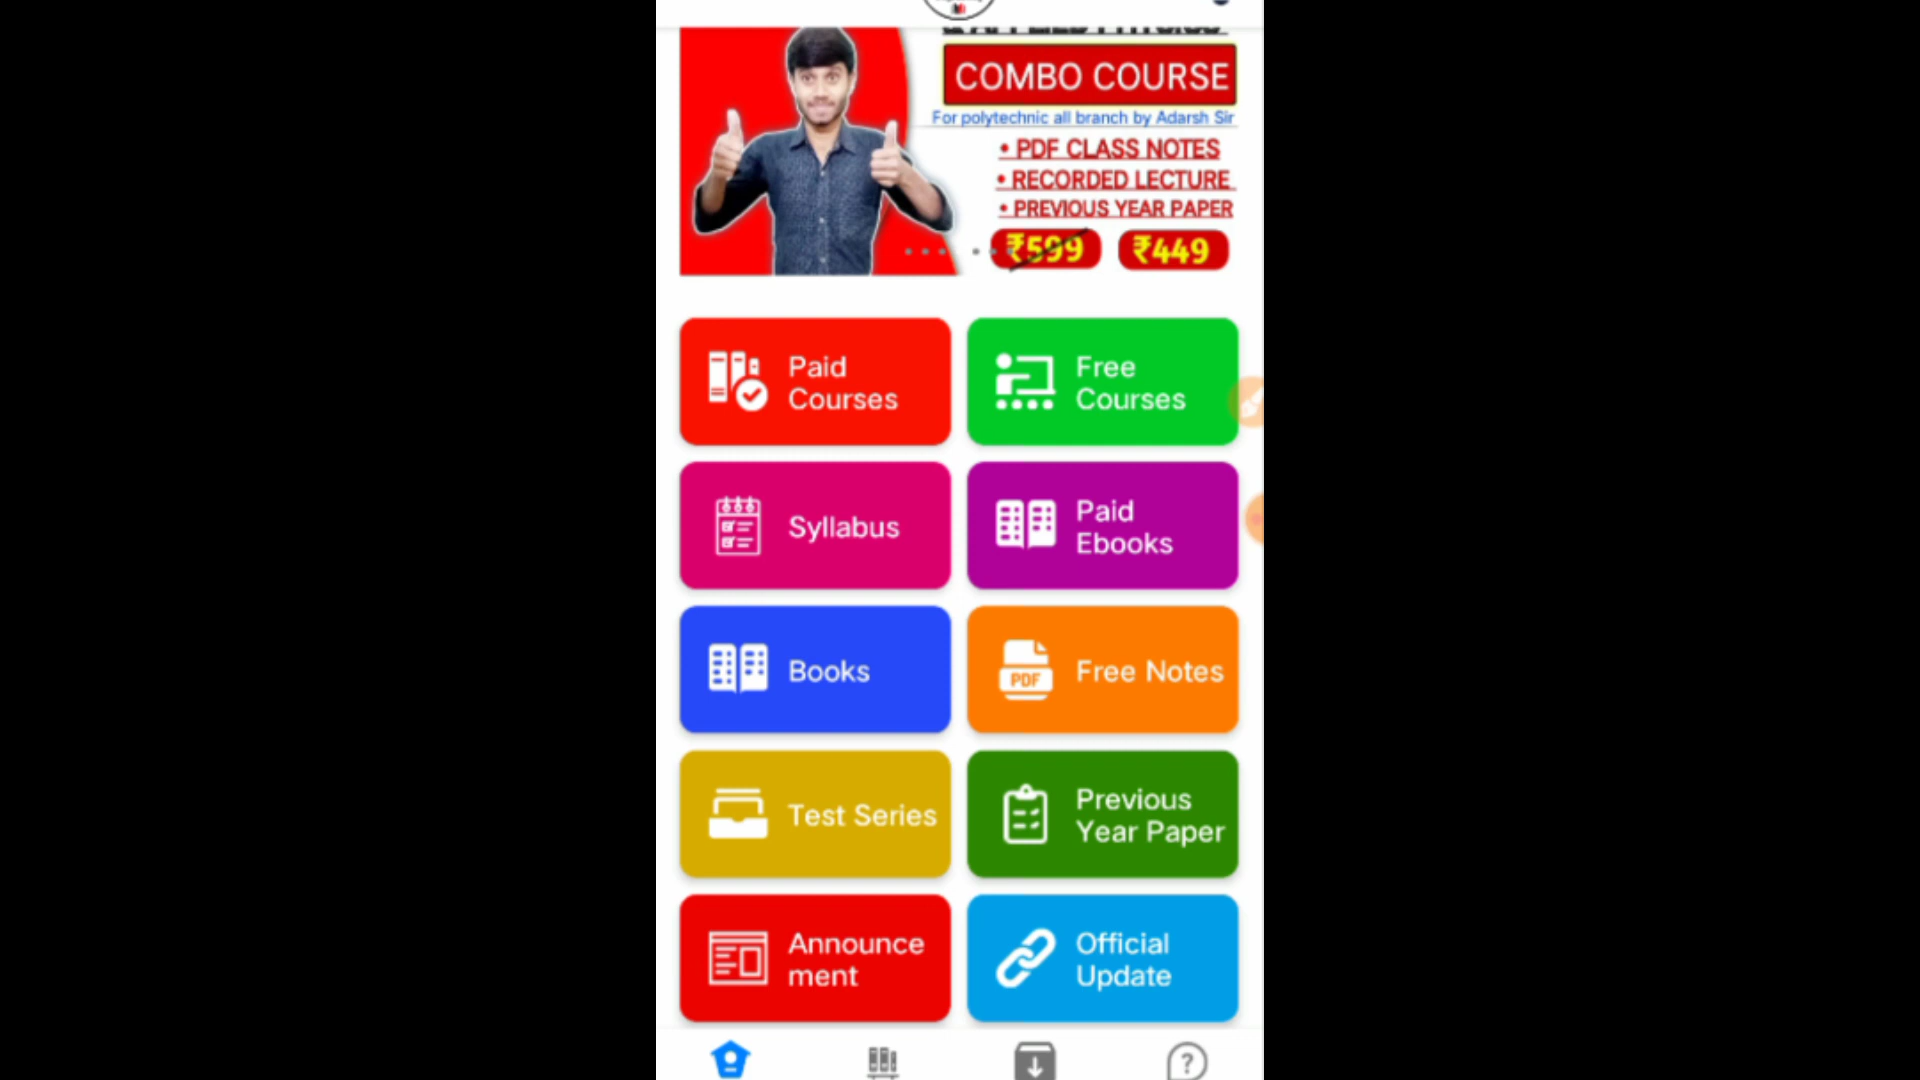 COMBO COURSE
For polytechnic all branch by Adarsh Sir
• PDF CLASS NOTES
• RECORDED LECTURE
• PREVIOUS YEAR PAPER
₹599 ₹449
Paid
Courses
Free
Courses
Syllabus
Paid
Ebooks
Books
PDF
Free Notes
Test Series
Previous
Year Paper
Announce
ment
Official
Update
?